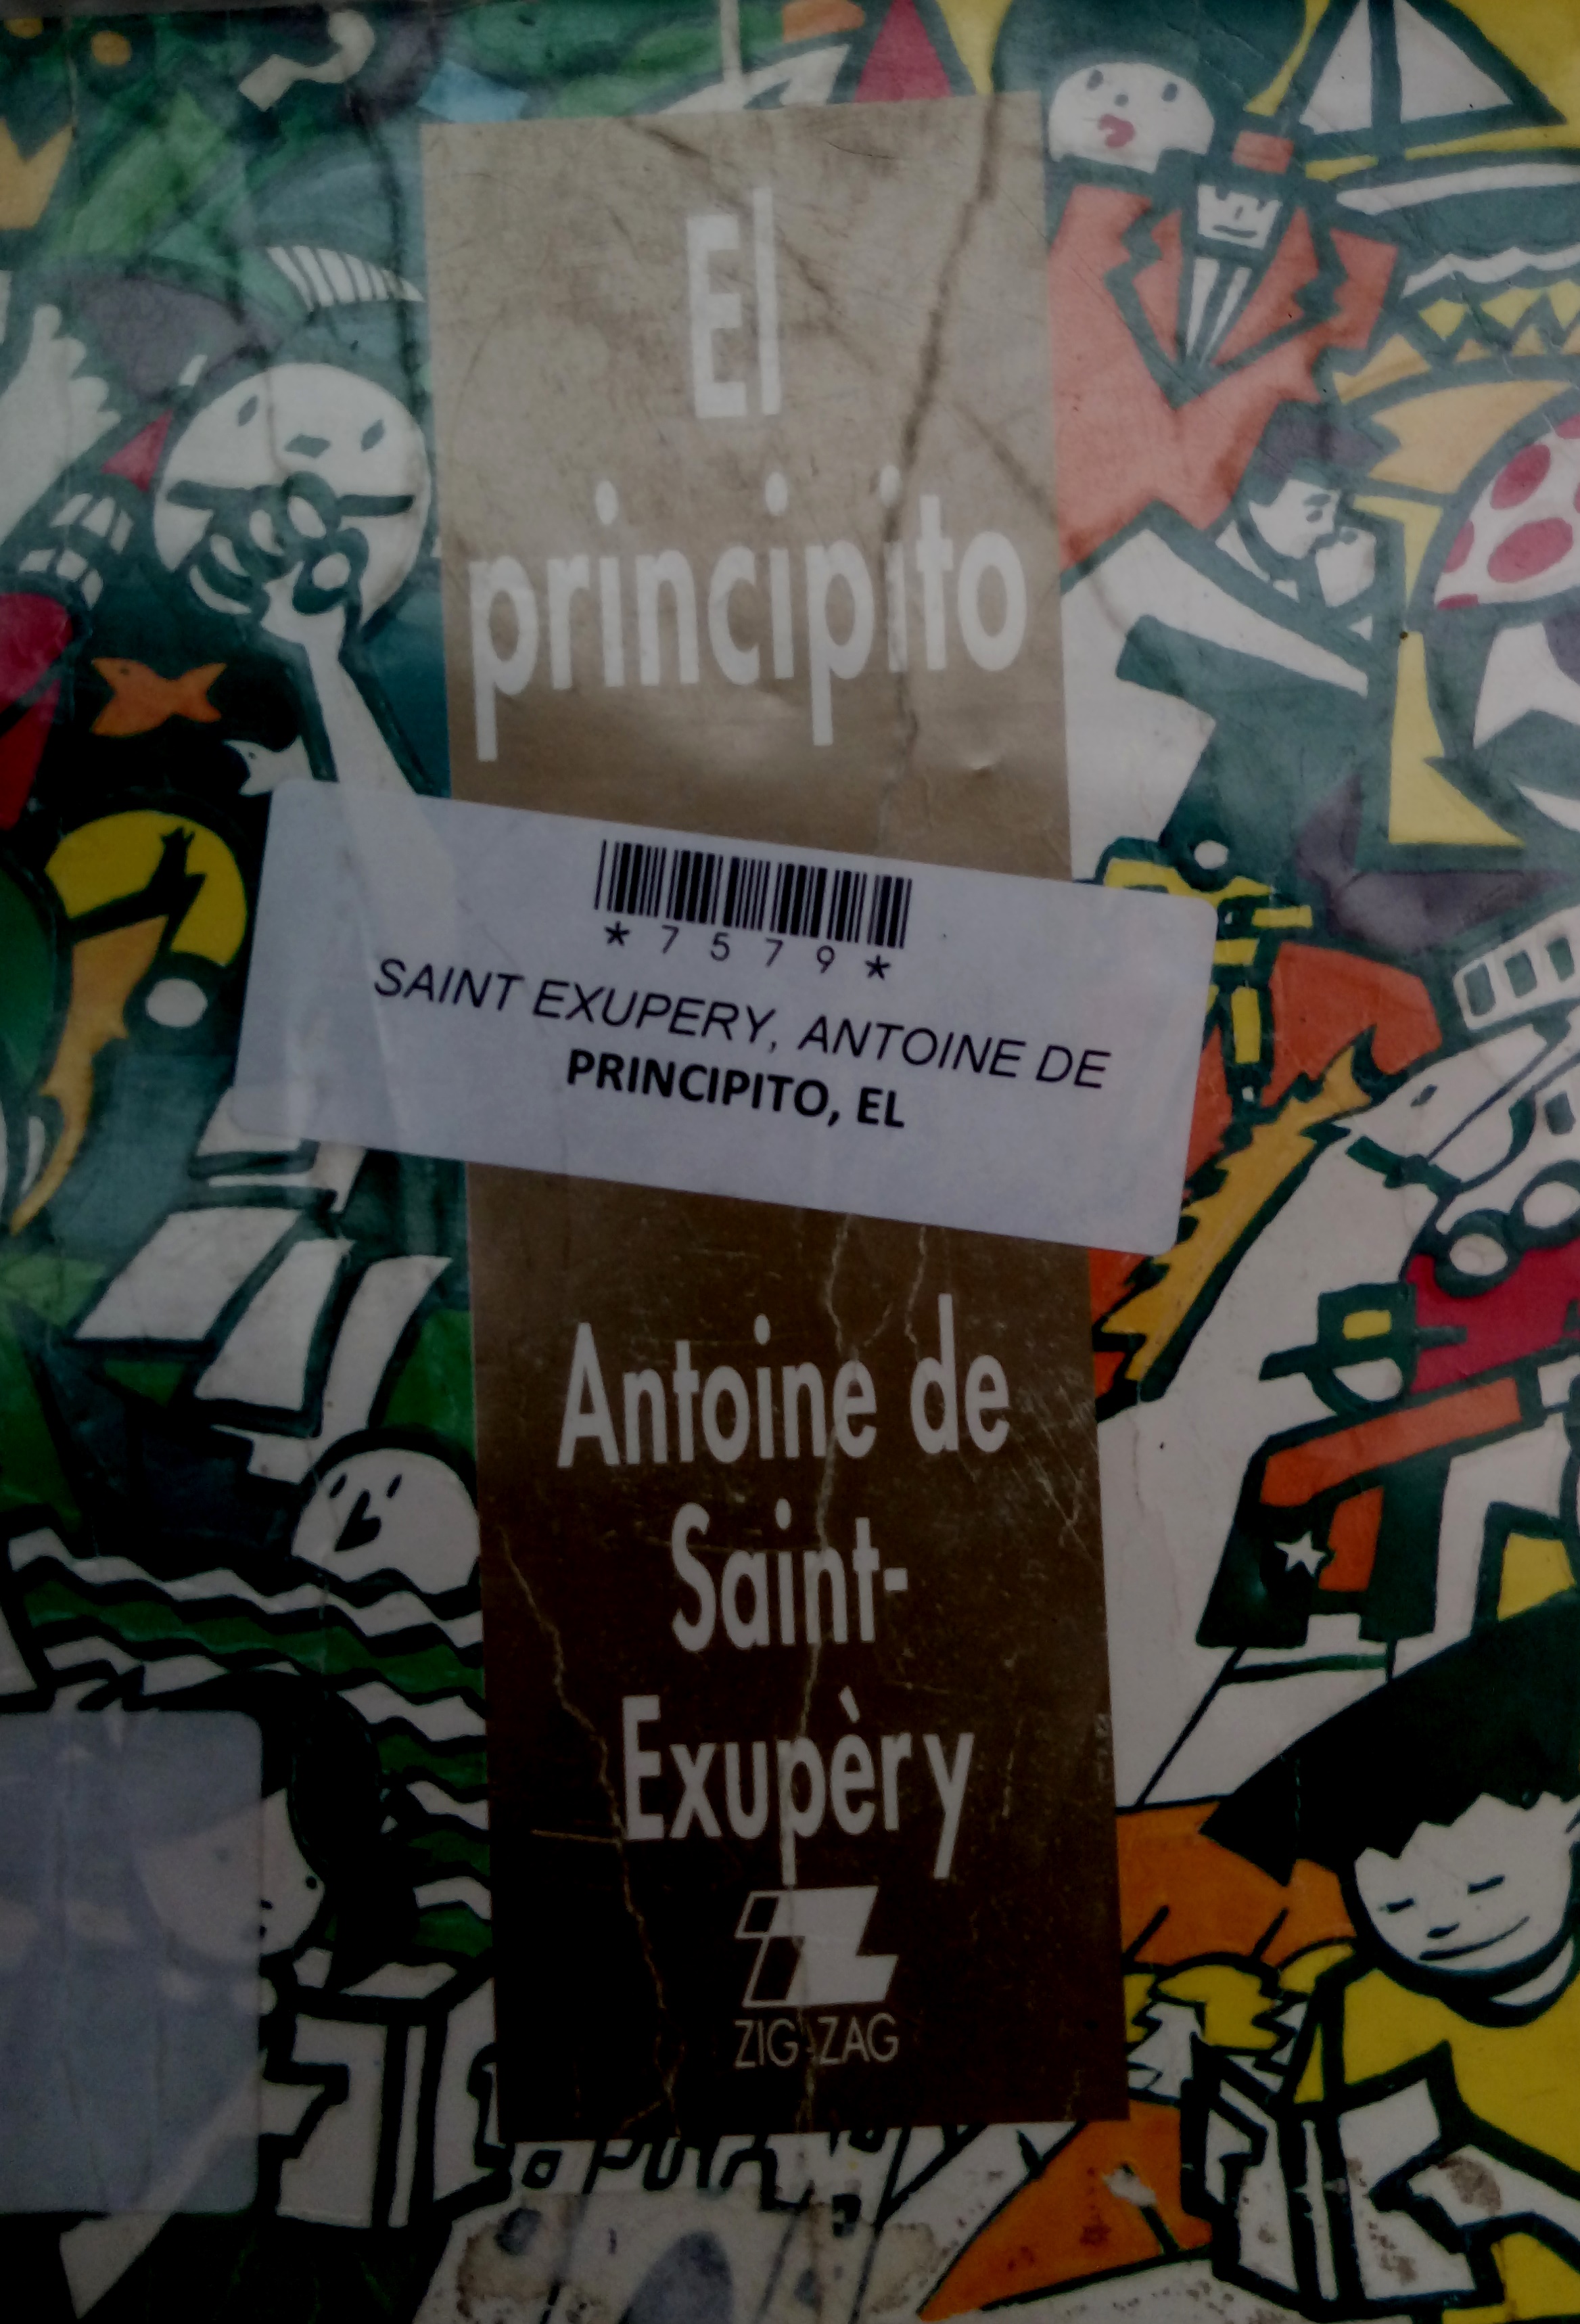 El
principito
*7579*
SAINT EXUPERY, ANTOINE DE
PRINCIPITO, EL
Antoine de
Saint-
Exupèry
ZIG-ZAG